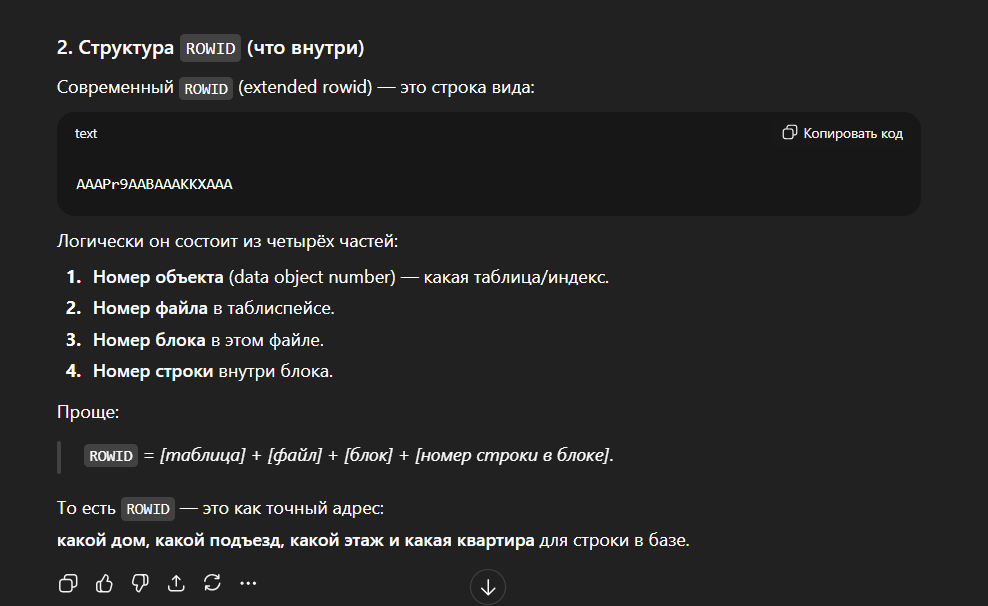 2. Структура ROWID (что внутри)
Современный ROWID (extended rowid) — это строка вида:
text
Копировать код
AAAPr9AABAAAKKXAAA
Логически он состоит из четырёх частей:
1. Номер объекта (data object number) — какая таблица/индекс.
2. Номер файла в таблиспейсе.
3. Номер блока в этом файле.
4. Номер строки внутри блока.
Проще:
ROWID = [таблица] + [файл] + [блок] + [номер строки в блоке].
То есть ROWID — это как точный адрес:
какой дом, какой подъезд, какой этаж и какая квартира для строки в базе.